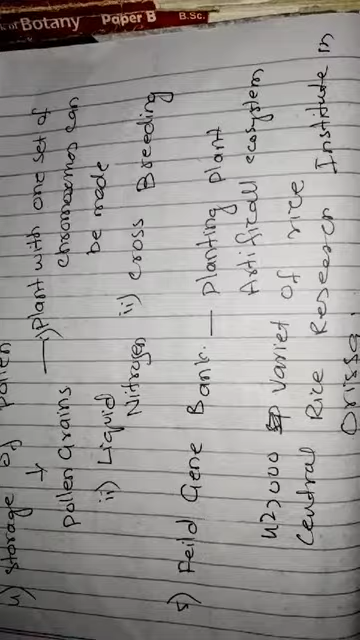 Botany Paper B B.Sc.
4) Storage of pollen
↓
Pollen Grains — i) Plant with one set of
chromosomes can
be made
ii) Liquid
Nitrogen ii) cross Breeding
5) Feild Gene Bank. — Planting plant
Artificall ecosystem
42,000 Variet of rice
Central Rice Research Institute in
Orissa.